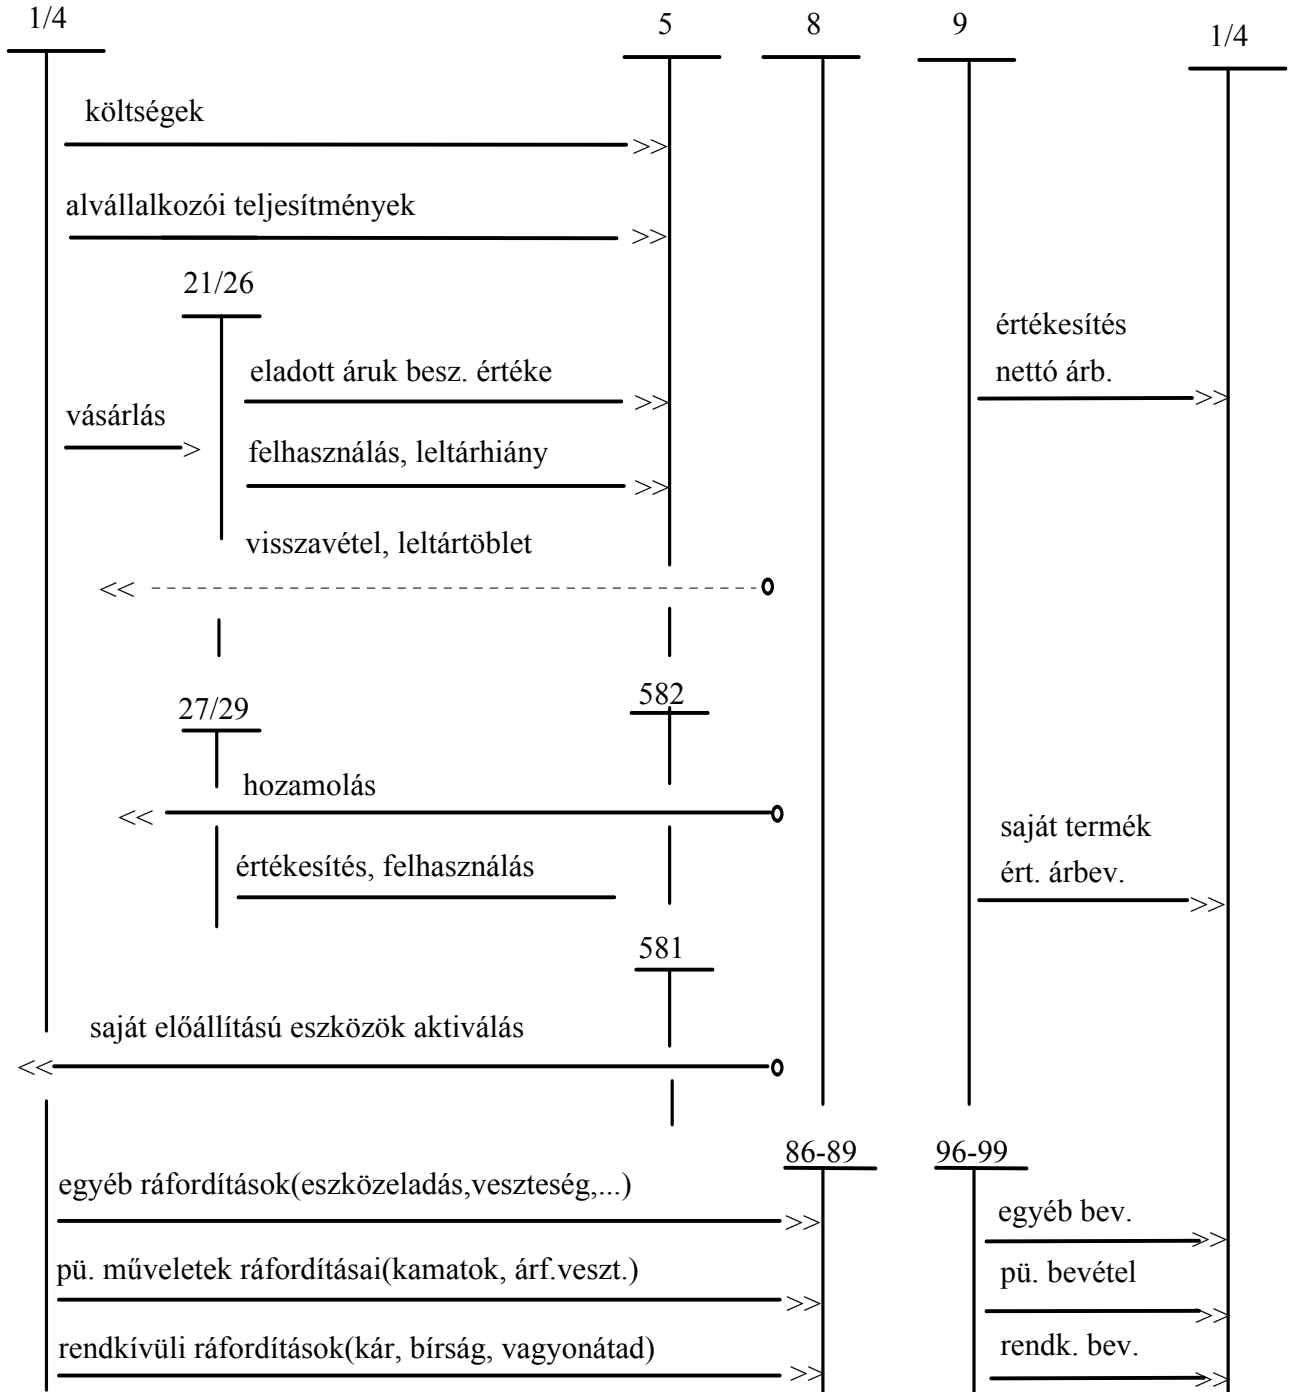 1/4
5
8
9
1/4
költségek
>>
alvállalkozói teljesítmények
>>
21/26
értékesítés
nettó árb.
>>
eladott áruk besz. értéke
>>
vásárlás
>
felhasználás, leltárhiány
>>
visszavétel, leltártöblet
<<
582
27/29
hozamolás
<<
saját termék
ért. árbev.
>>
értékesítés, felhasználás
581
saját előállítású eszközök aktiválás
<<
86-89
96-99
egyéb ráfordítások(eszközeladás,veszteség,...)
>>
egyéb bev.
>>
pü. műveletek ráfordításai(kamatok, árf.veszt.)
>>
pü. bevétel
>>
rendkívüli ráfordítások(kár, bírság, vagyonátad)
>>
rendk. bev.
>>